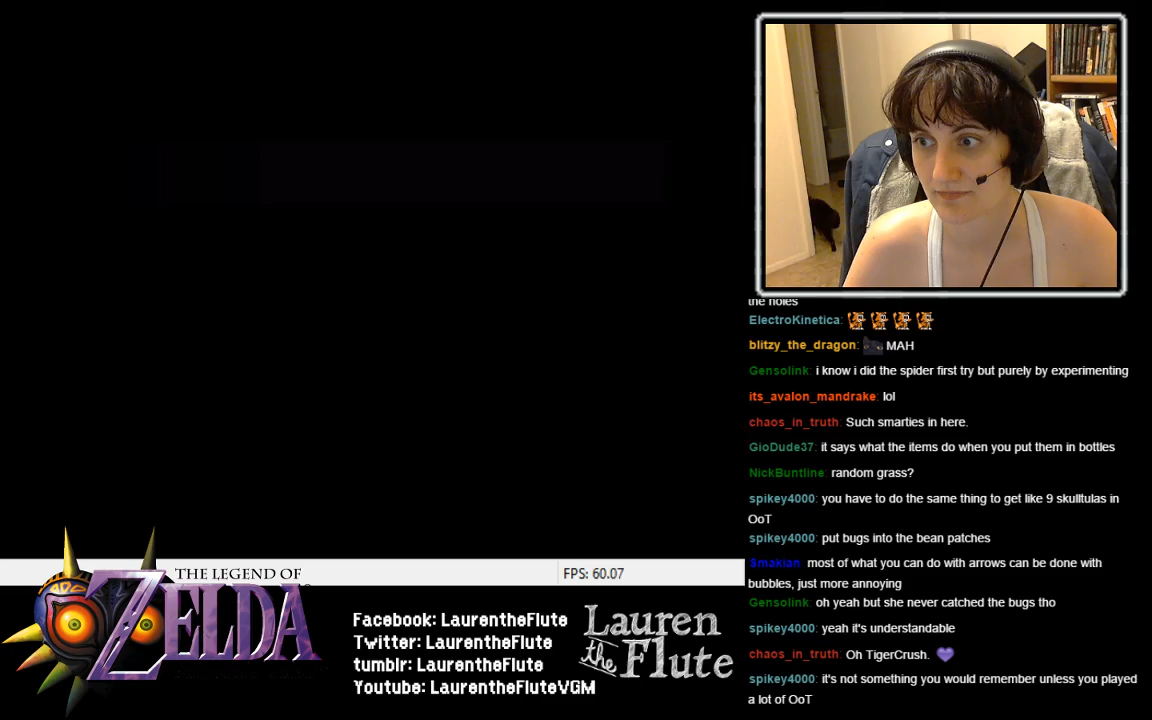 the holes
ElectroKinetica:
blitzy_the_dragon: MAH
Gensolink: i know i did the spider first try but purely by experimenting
its_avalon_mandrake: lol
chaos_in_truth: Such smarties in here.
GioDude37: it says what the items do when you put them in bottles
NickBuntline: random grass?
spikey4000: you have to do the same thing to get like 9 skulltulas in
OoT
spikey4000: put bugs into the bean patches
Smakian: most of what you can do with arrows can be done with
bubbles, just more annoying
Gensolink: oh yeah but she never catched the bugs tho
spikey4000: yeah it's understandable
chaos_in_truth: Oh TigerCrush.
spikey4000: it's not something you would remember unless you played
a lot of OoT
THE LEGEND OF
ZELDA
FPS: 60.07
Facebook: LaurentheFlute
Twitter: LaurentheFlute
tumblr: LaurentheFlute
Youtube: LaurentheFluteVGM
Lauren
the Flute